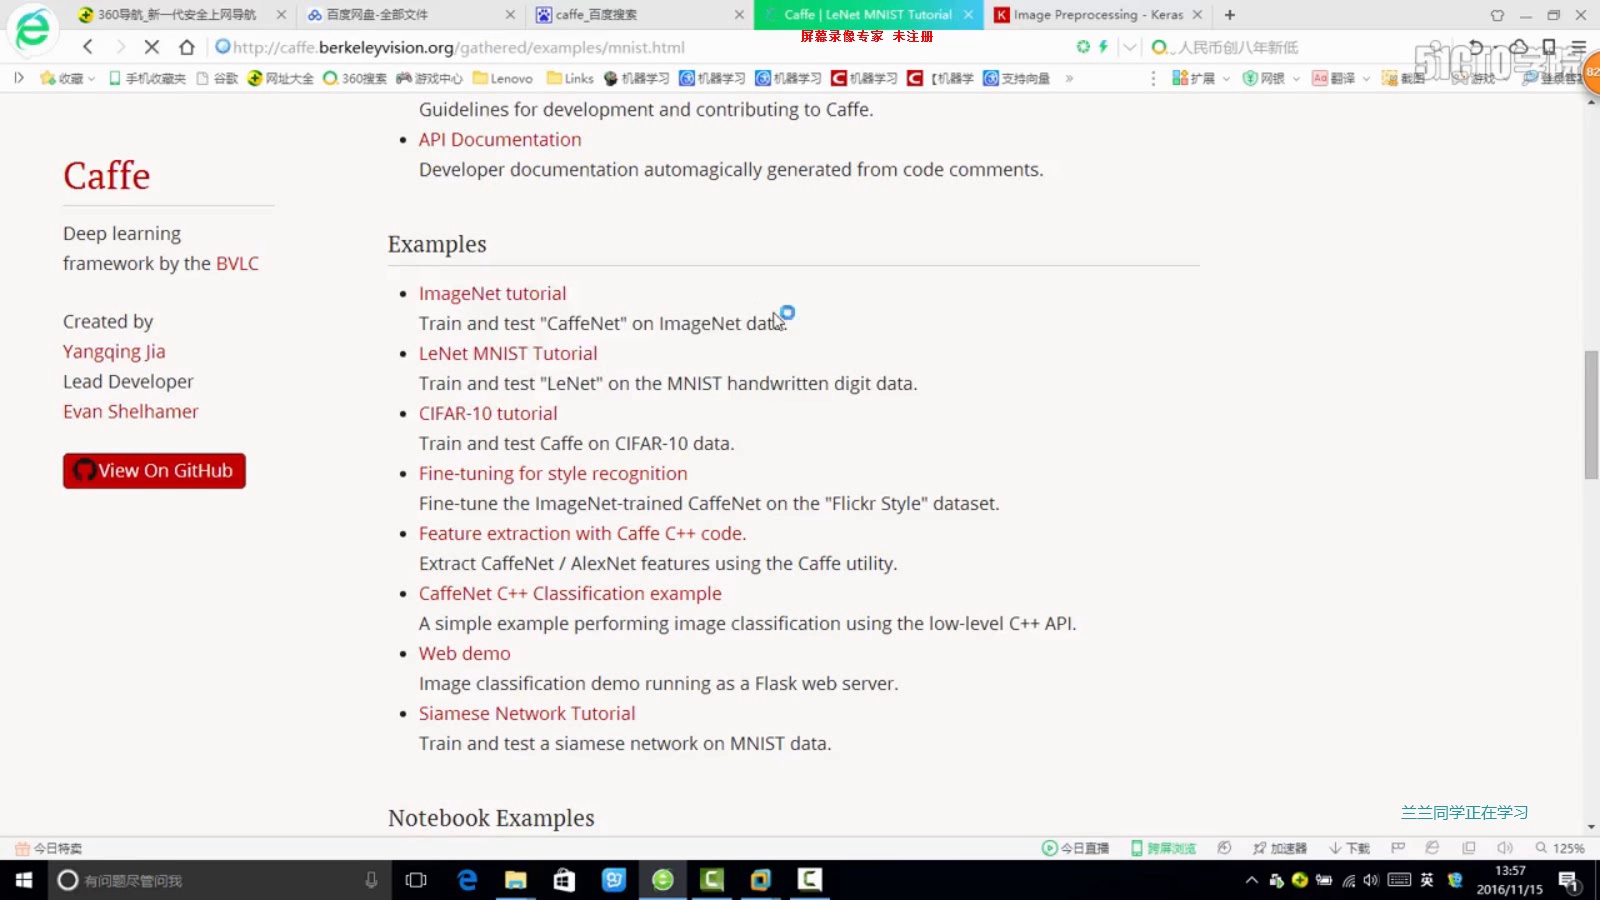 360导航_新一代安全上网导航
百度网盘-全部文件
caffe_百度搜索
Caffe | LeNet MNIST Tutorial
Image Preprocessing - Keras
屏幕录像专家 未注册
http://caffe.berkeleyvision.org/gathered/examples/mnist.html
人民币创八年新低
51CTO学院
收藏 手机收藏夹 谷歌 网址大全 360搜索 游戏中心 Lenovo Links 机器学习 机器学习 机器学习 机器学习 【机器学 支持向量 » 扩展 网银 翻译 截图 游戏
82
Guidelines for development and contributing to Caffe.
API Documentation
Developer documentation automagically generated from code comments.
Caffe
Deep learning
framework by the BVLC
Created by
Yangqing Jia
Lead Developer
Evan Shelhamer
View On GitHub
Examples
ImageNet tutorial
Train and test "CaffeNet" on ImageNet data.
LeNet MNIST Tutorial
Train and test "LeNet" on the MNIST handwritten digit data.
CIFAR-10 tutorial
Train and test Caffe on CIFAR-10 data.
Fine-tuning for style recognition
Fine-tune the ImageNet-trained CaffeNet on the "Flickr Style" dataset.
Feature extraction with Caffe C++ code.
Extract CaffeNet / AlexNet features using the Caffe utility.
CaffeNet C++ Classification example
A simple example performing image classification using the low-level C++ API.
Web demo
Image classification demo running as a Flask web server.
Siamese Network Tutorial
Train and test a siamese network on MNIST data.
Notebook Examples
兰兰同学正在学习
今日特卖
今日直播 跨屏浏览 加速器 下载 125%
有问题尽管问我
英
13:57
2016/11/15
1